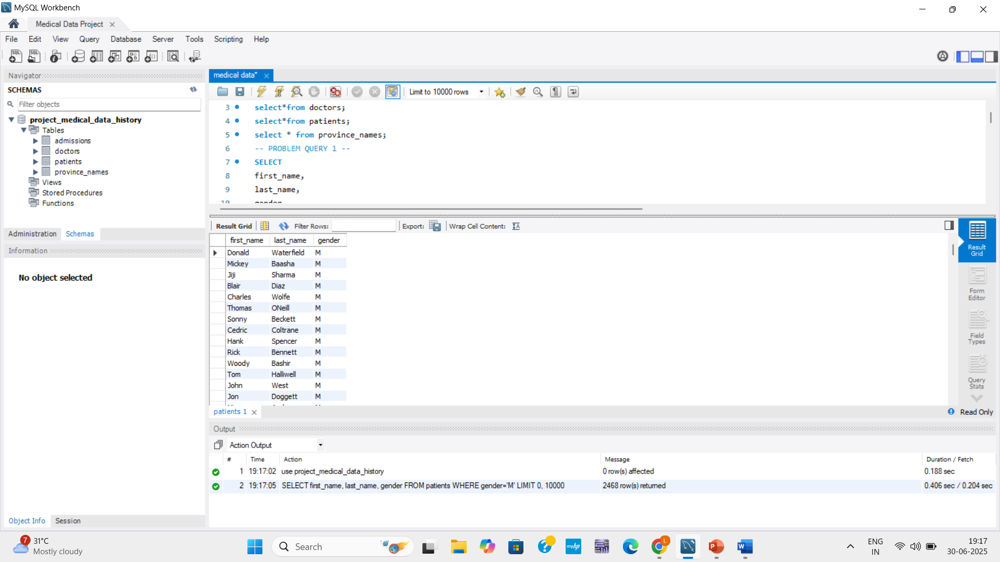 MySQL Workbench
Medical Data Project
File Edit View Query Database Server Tools Scripting Help
Navigator
SCHEMAS
Filter objects
project_medical_data_history
Tables
admissions
doctors
patients
province_names
Views
Stored Procedures
Functions
Administration Schemas
Information
No object selected
Object Info Session
medical data*
Limit to 10000 rows
3 select*from doctors;
4 select*from patients;
5 select * from province_names;
6 -- PROBLEM QUERY 1 --
7 SELECT
8 first_name,
9 last_name,
10 gender
Result Grid Filter Rows: Export: Wrap Cell Content:
first_name last_name gender
Donald Waterfield M
Mickey Baasha M
Jiji Sharma M
Blair Diaz M
Charles Wolfe M
Thomas ONeill M
Sonny Beckett M
Cedric Coltrane M
Hank Spencer M
Rick Bennett M
Woody Bashir M
Tom Halliwell M
John West M
Jon Doggett M
Result
Grid
Form
Editor
Field
Types
Query
Stats
patients 1
Read Only
Output
Action Output
# Time Action Message Duration / Fetch
1 19:17:02 use project_medical_data_history 0 row(s) affected 0.188 sec
2 19:17:05 SELECT first_name, last_name, gender FROM patients WHERE gender='M' LIMIT 0, 10000 2468 row(s) returned 0.406 sec / 0.204 sec
7
31°C
Mostly cloudy
Search
myhp
L
P
W
ENG
IN
19:17
30-06-2025